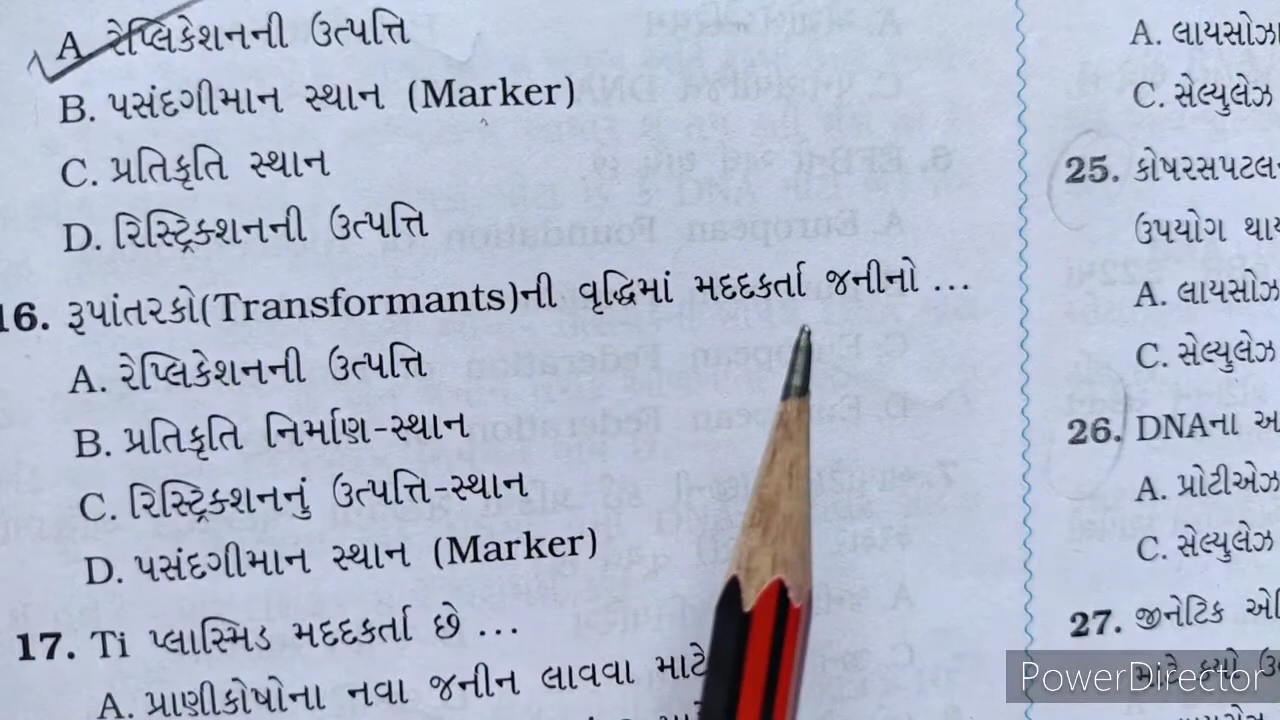 A રેપ્લિકેશનની ઉત્પત્તિ
B. પસંદગીમાન સ્થાન (Marker)
C. પ્રતિકૃતિ સ્થાન
D. રિસ્ટ્રિક્શનની ઉત્પત્તિ
16. રૂપાંતરકો(Transformants)ની વૃદ્ધિમાં મદદકર્તા જનીનો ...
A. રેપ્લિકેશનની ઉત્પત્તિ
B. પ્રતિકૃતિ નિર્માણ-સ્થાન
C. રિસ્ટ્રિક્શનનું ઉત્પત્તિ-સ્થાન
D. પસંદગીમાન સ્થાન (Marker)
17. Ti પ્લાસ્મિડ મદદકર્તા છે ...
A. પ્રાણીકોષોના નવા જનીન લાવવા માટે
A. લાયસોઝા
C. સેલ્યુલેઝ
25. કોષરસપટલ
ઉપયોગ થાય
A. લાયસોઝ
C. સેલ્યુલેઝ
26. DNAના અ
A. પ્રોટીએઝ
C. સેલ્યુલેઝ
27. જીનેટિક એ
માટે કયો ઉ
PowerDirector